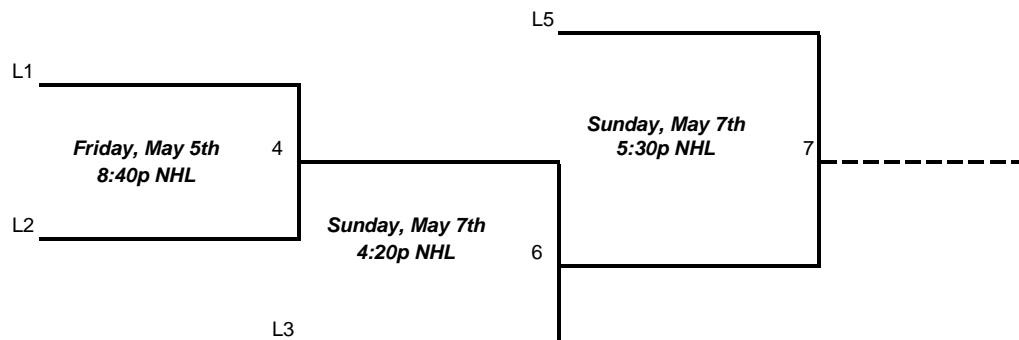 L5
L1
Sunday, May 7th
5:30p NHL
7
Friday, May 5th
8:40p NHL
4
L2
Sunday, May 7th
4:20p NHL
6
L3